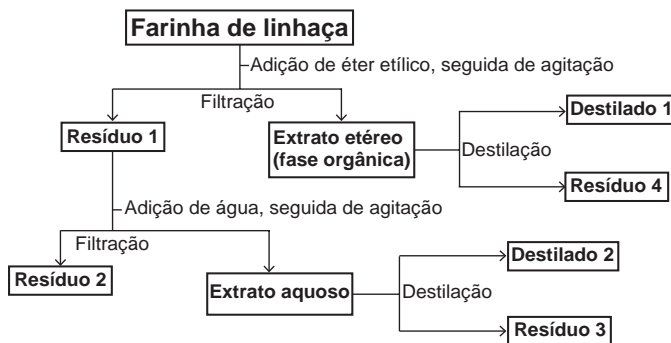 Farinha de linhaça
Adição de éter etílico, seguida de agitação
Filtração
Resíduo 1
Extrato etéreo
(fase orgânica)
Destilação
Destilado 1
Resíduo 4
Adição de água, seguida de agitação
Filtração
Resíduo 2
Extrato aquoso
Destilação
Destilado 2
Resíduo 3